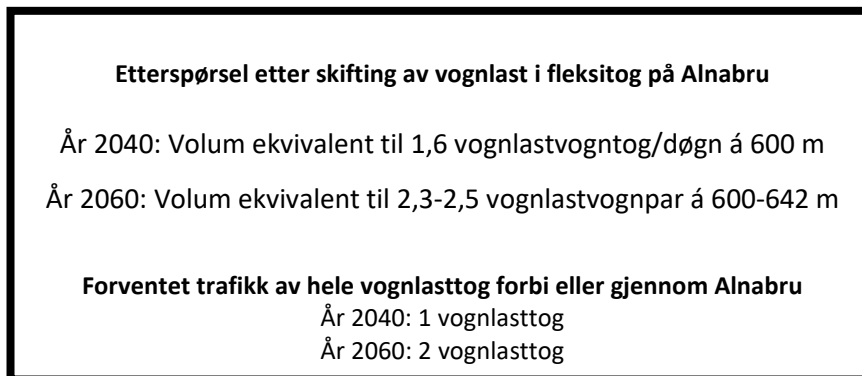 Etterspørsel etter skifting av vognlast i fleksitog på Alnabru
År 2040: Volum ekvivalent til 1,6 vognlastvogntog/døgn á 600 m
År 2060: Volum ekvivalent til 2,3-2,5 vognlastvognpar á 600-642 m
Forventet trafikk av hele vognlasttog forbi eller gjennom Alnabru
År 2040: 1 vognlasttog
År 2060: 2 vognlasttog